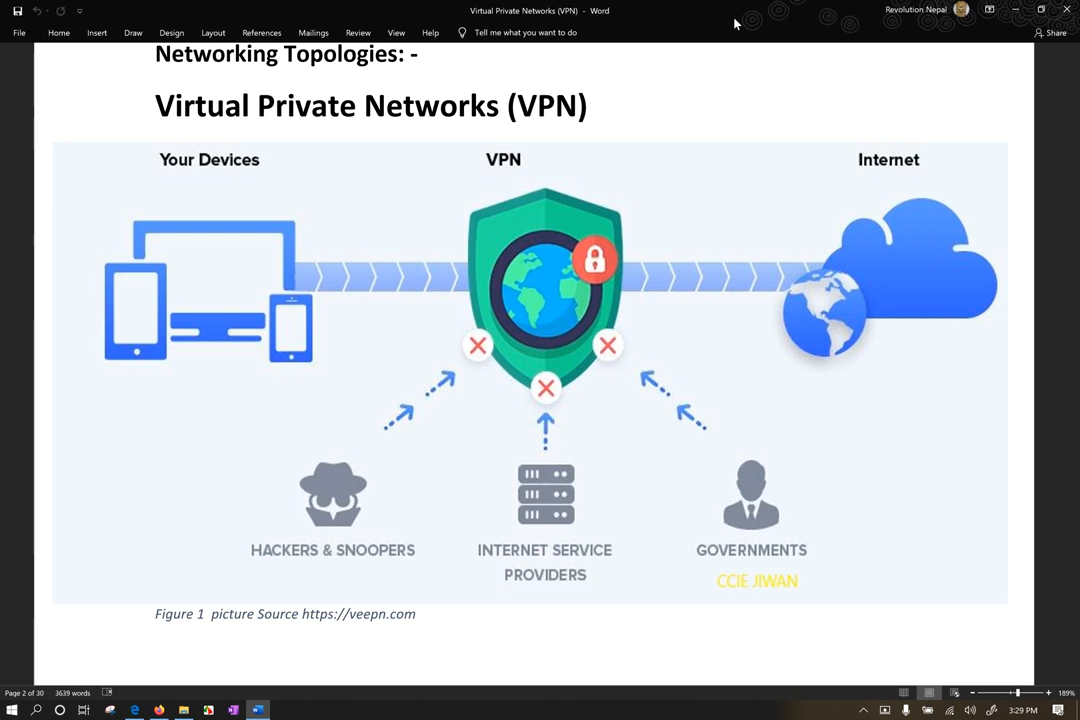 Virtual Private Networks (VPN) - Word
Revolution Nepal
File Home Insert Draw Design Layout References Mailings Review View Help Tell me what you want to do Share
Networking Topologies: -
Virtual Private Networks (VPN)
Your Devices VPN Internet
HACKERS & SNOOPERS
INTERNET SERVICE
PROVIDERS
GOVERNMENTS
CCIE JIWAN
Figure 1 picture Source https://veepn.com
Page 2 of 30 3639 words 189%
3:29 PM